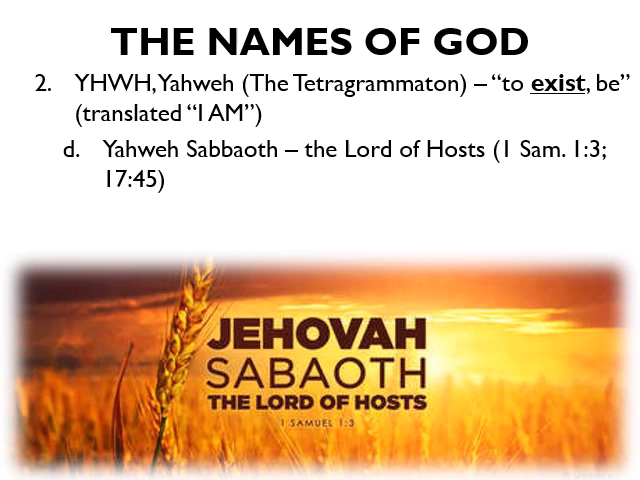 THE NAMES OF GOD
2. YHWH, Yahweh (The Tetragrammaton) – “to exist, be”
(translated “I AM”)
d. Yahweh Sabbaoth – the Lord of Hosts (1 Sam. 1:3;
17:45)
JEHOVAH
SABAOTH
THE LORD OF HOSTS
1 SAMUEL 1:3